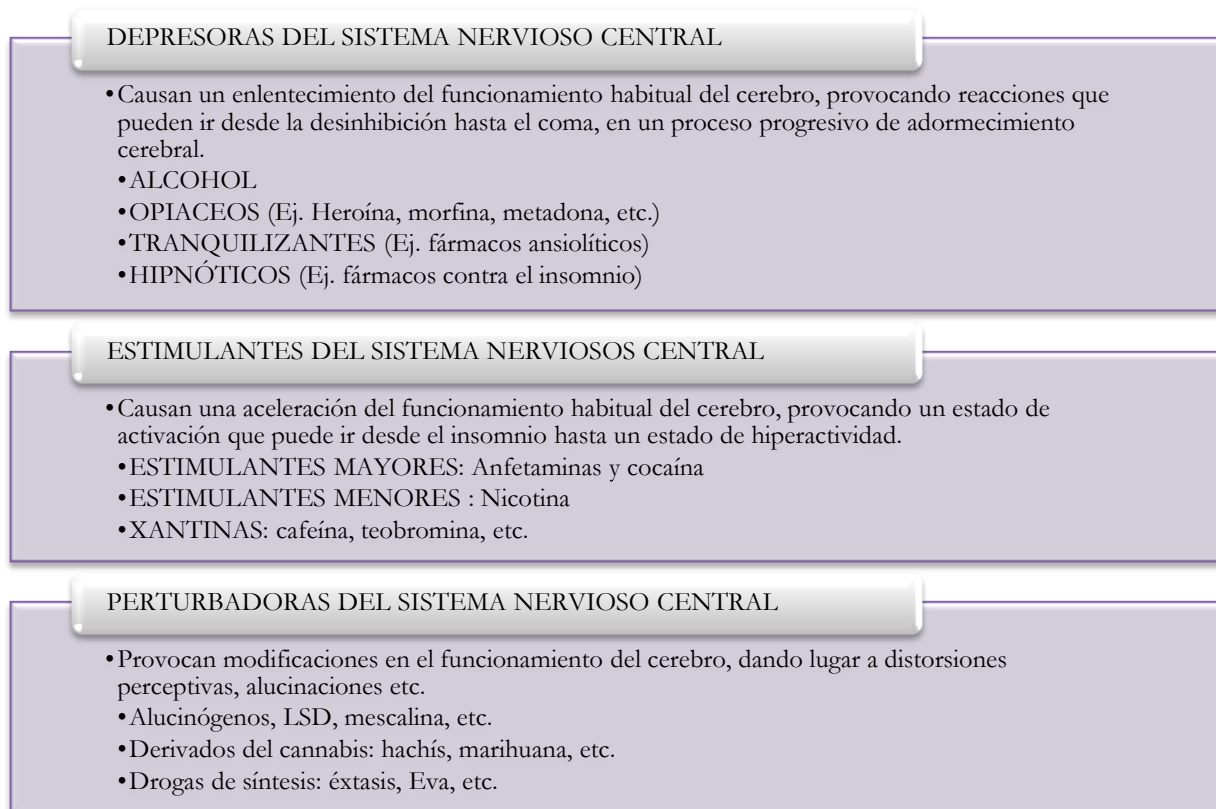 DEPRESORAS DEL SISTEMA NERVIOSO CENTRAL
•Causan un enlentecimiento del funcionamiento habitual del cerebro, provocando reacciones que
pueden ir desde la desinhibición hasta el coma, en un proceso progresivo de adormecimiento
cerebral.
•ALCOHOL
•OPIACEOS (Ej. Heroína, morfina, metadona, etc.)
•TRANQUILIZANTES (Ej. fármacos ansiolíticos)
•HIPNÓTICOS (Ej. fármacos contra el insomnio)
ESTIMULANTES DEL SISTEMA NERVIOSOS CENTRAL
•Causan una aceleración del funcionamiento habitual del cerebro, provocando un estado de
activación que puede ir desde el insomnio hasta un estado de hiperactividad.
•ESTIMULANTES MAYORES: Anfetaminas y cocaína
•ESTIMULANTES MENORES : Nicotina
•XANTINAS: cafeína, teobromina, etc.
PERTURBADORAS DEL SISTEMA NERVIOSO CENTRAL
•Provocan modificaciones en el funcionamiento del cerebro, dando lugar a distorsiones
perceptivas, alucinaciones etc.
•Alucinógenos, LSD, mescalina, etc.
•Derivados del cannabis: hachís, marihuana, etc.
•Drogas de síntesis: éxtasis, Eva, etc.